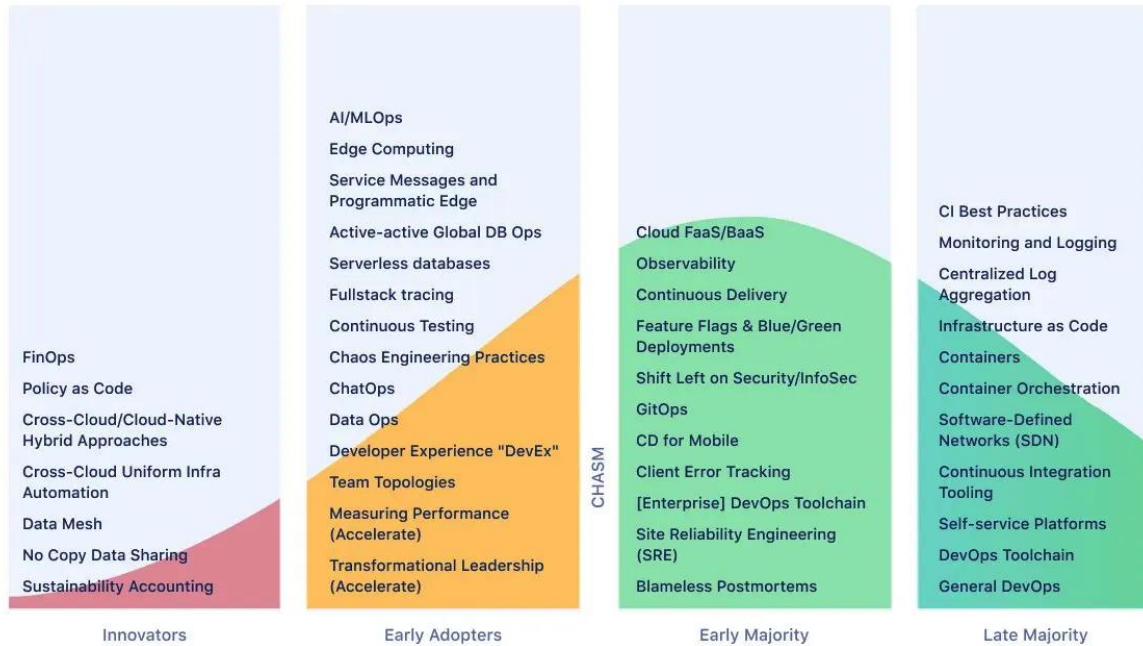 FinOps
Policy as Code
Cross-Cloud/Cloud-Native
Hybrid Approaches
Cross-Cloud Uniform Infra
Automation
Data Mesh
No Copy Data Sharing
Sustainability Accounting
Innovators
AI/MLOps
Edge Computing
Service Messages and
Programmatic Edge
Active-active Global DB Ops
Serverless databases
Fullstack tracing
Continuous Testing
Chaos Engineering Practices
ChatOps
Data Ops
Developer Experience "DevEx"
Team Topologies
Measuring Performance
(Accelerate)
Transformational Leadership
(Accelerate)
Early Adopters
CHASM
Cloud FaaS/BaaS
Observability
Continuous Delivery
Feature Flags & Blue/Green
Deployments
Shift Left on Security/InfoSec
GitOps
CD for Mobile
Client Error Tracking
[Enterprise] DevOps Toolchain
Site Reliability Engineering
(SRE)
Blameless Postmortems
Early Majority
CI Best Practices
Monitoring and Logging
Centralized Log
Aggregation
Infrastructure as Code
Containers
Container Orchestration
Software-Defined
Networks (SDN)
Continuous Integration
Tooling
Self-service Platforms
DevOps Toolchain
General DevOps
Late Majority